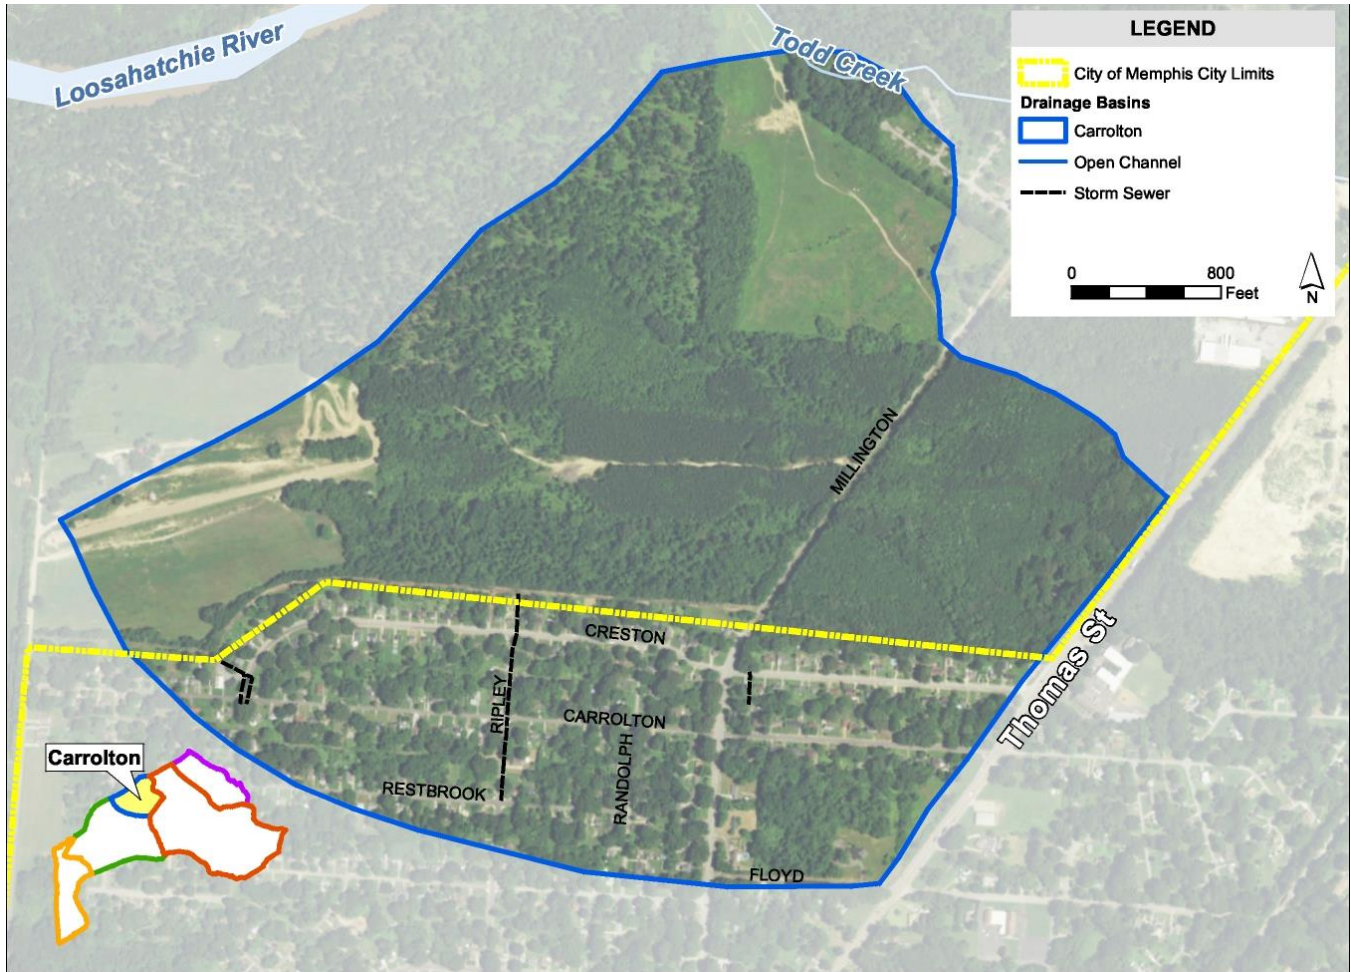 Loosahatchie River
Todd Creek
LEGEND
City of Memphis City Limits
Drainage Basins
Carrolton
Open Channel
Storm Sewer
0 800
Feet
N
MILLINGTON
CRESTON
RIPLEY
CARROLTON
RANDOLPH
RESTBROOK
FLOYD
Thomas St
Carrolton